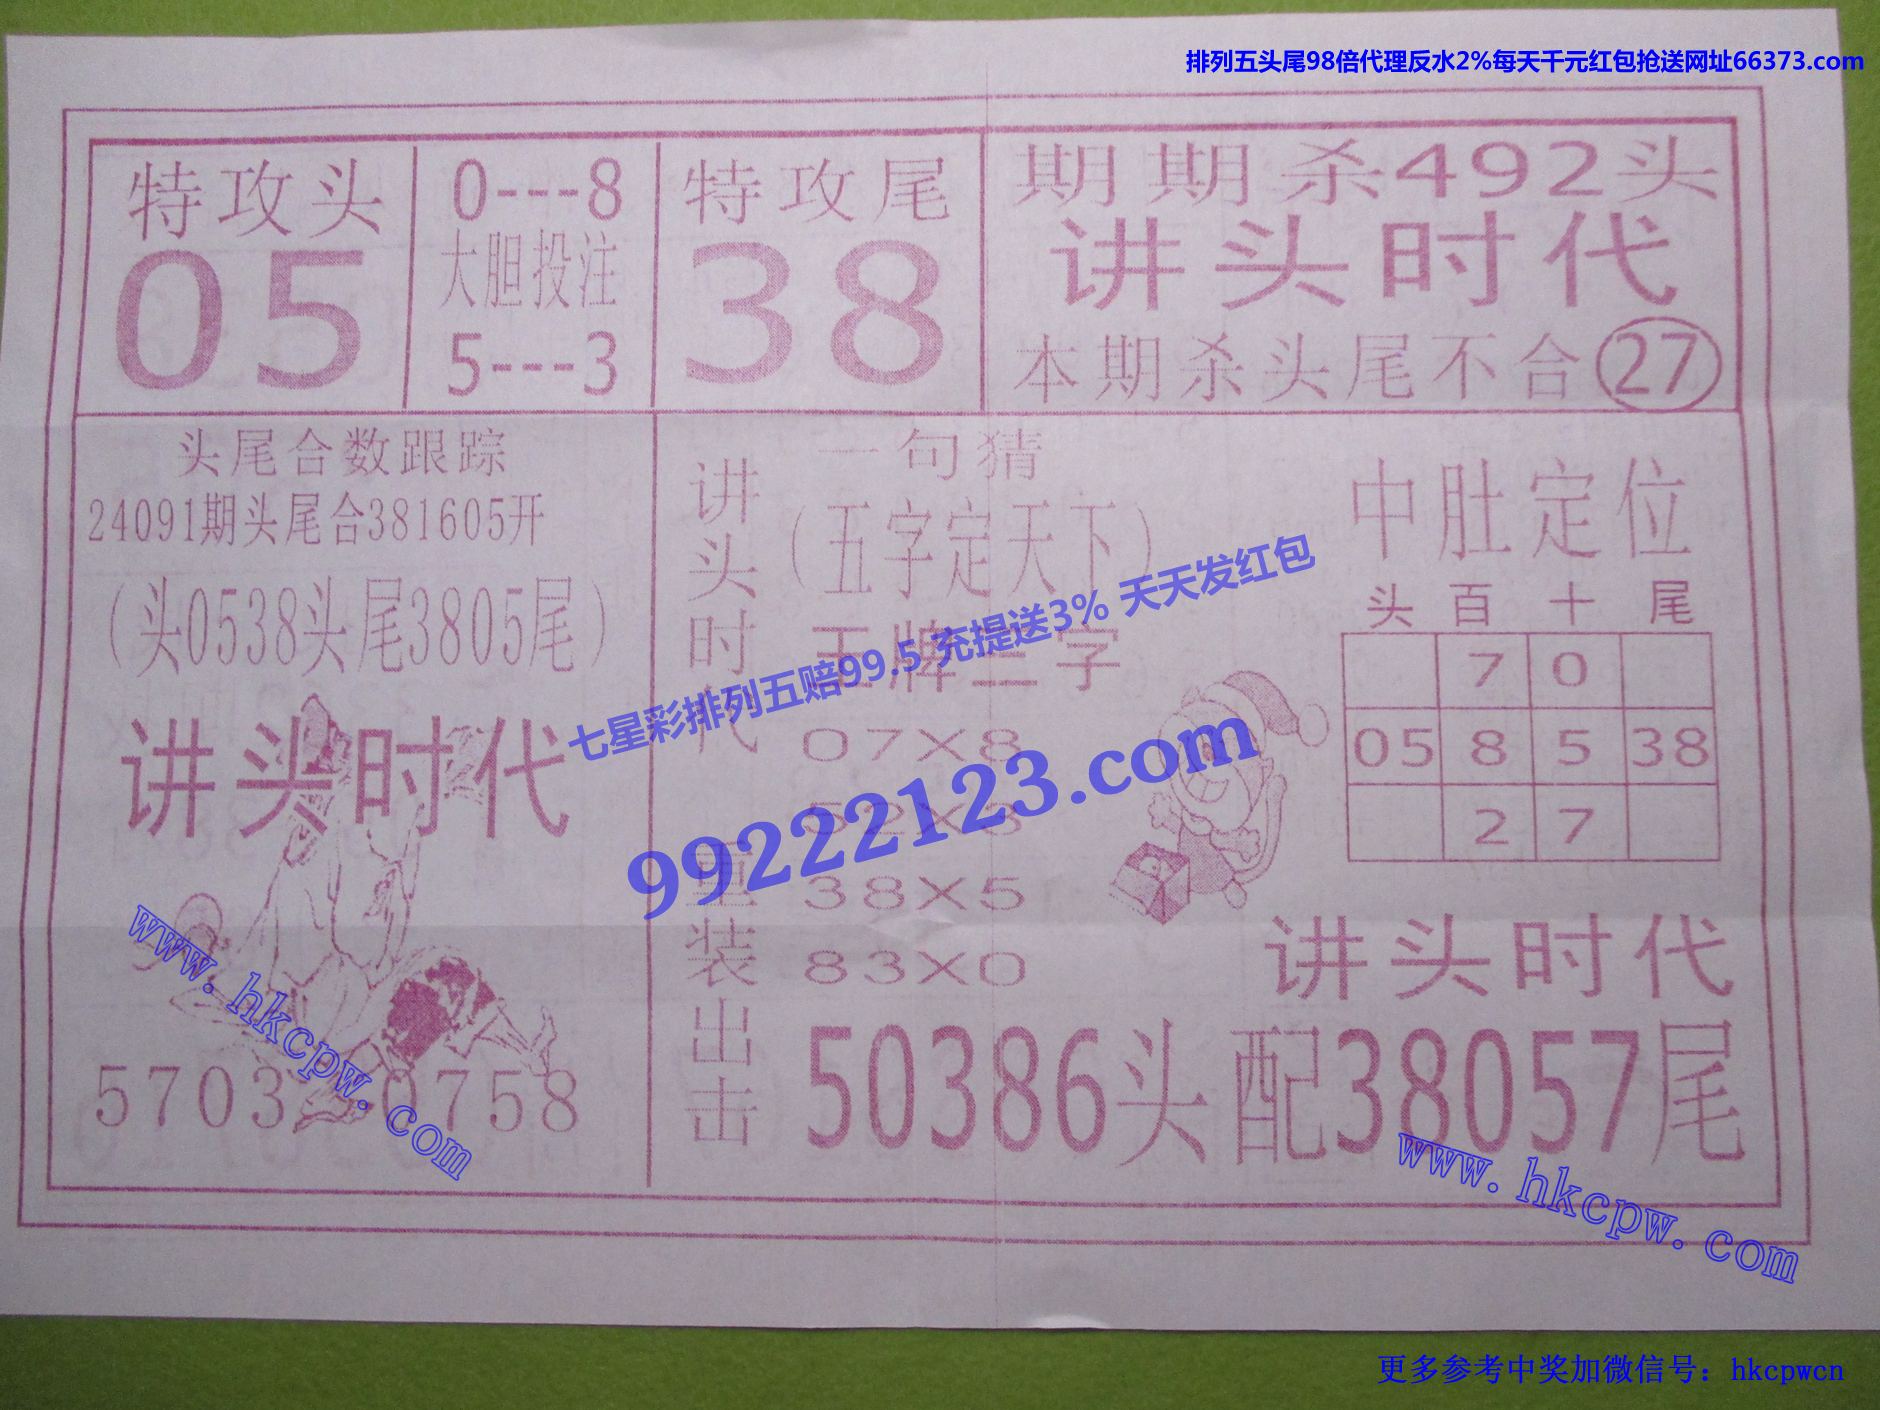 排列五头尾98倍代理反水2%每天千元红包抢送网址66373.com
特攻头
05
0---8
大胆投注
5---3
特攻尾
38
期期杀492头
讲头时代
本期杀头尾不合27
头尾合数跟踪
24091期头尾合381605开
(头0538头尾3805尾)
讲头时代
5703 0758
讲头时代
重装出击
一句猜
(五字定天下)
王牌三字
07X8
52X3
38X5
83X0
中肚定位
头 百 十 尾
7 0
05 8 5 38
2 7
讲头时代
50386头配38057尾
七星彩排列五赔99.5 充提送3% 天天发红包
99222123.com
www.hkcpw.com
www.hkcpw.com
更多参考中奖加微信号：hkcpwcn